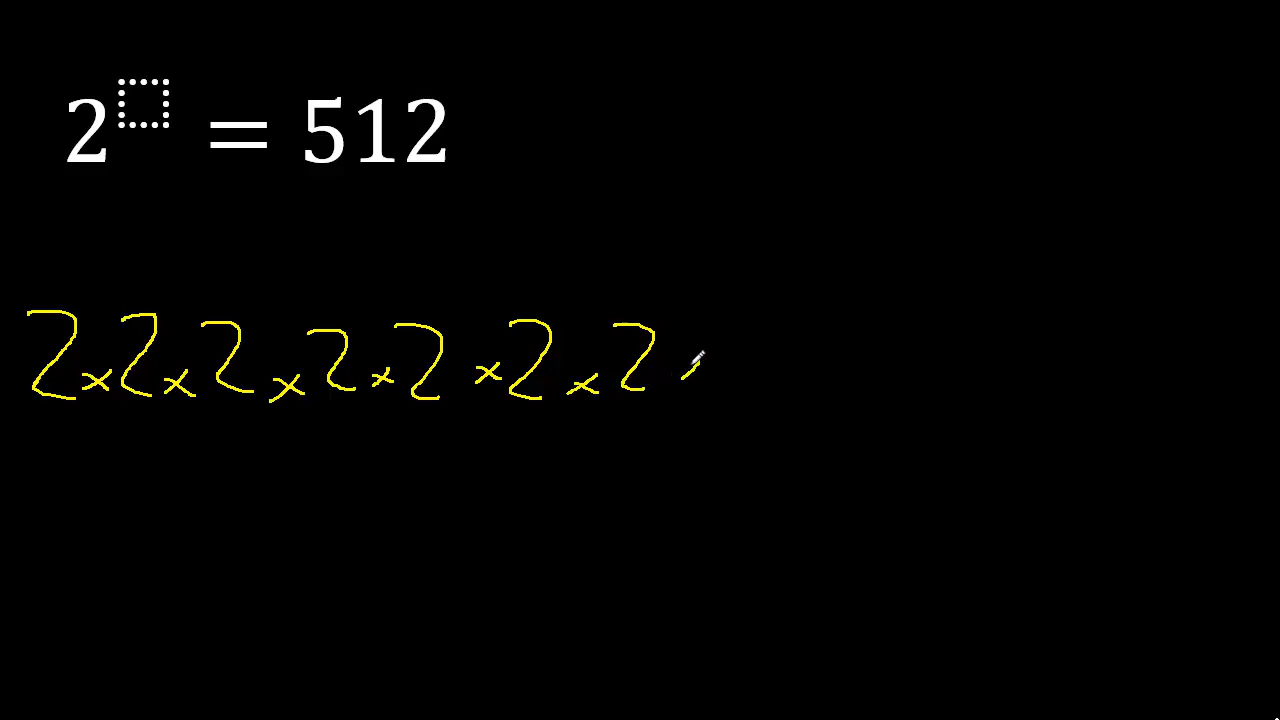 2^□ = 512
2 × 2 × 2 × 2 × 2 × 2 × 2